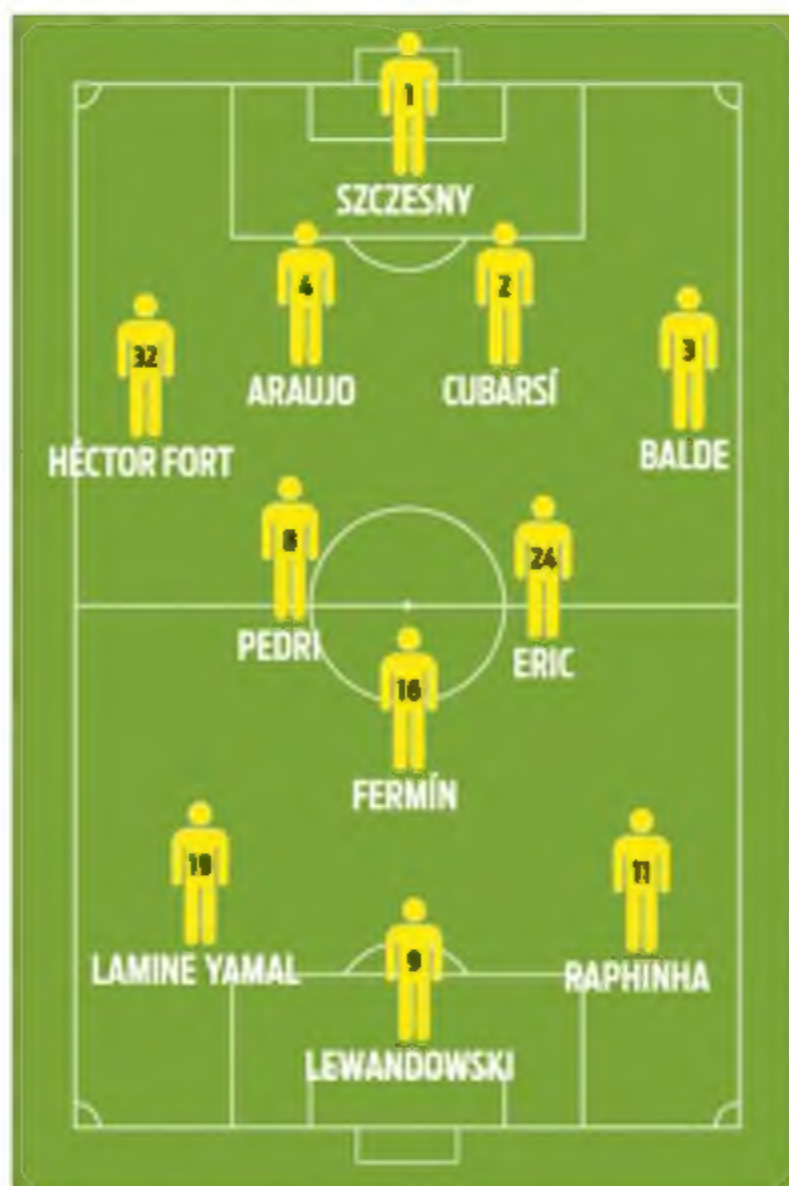 1
SZCZESNY
4
ARAUJO
2
CUBARSÍ
32
HÉCTOR FORT
3
BALDE
8
PEDRI
24
ERIC
16
FERMÍN
19
LAMINE YAMAL
11
RAPHINHA
9
LEWANDOWSKI